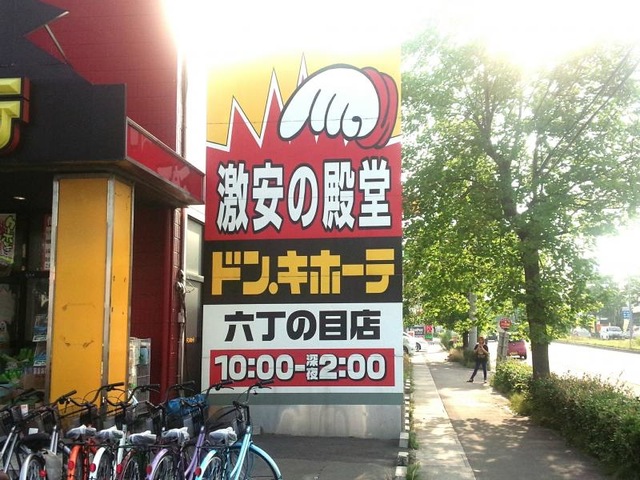 激安の殿堂
ドン.キホーテ
六丁の目店
10:00-深夜2:00
テ